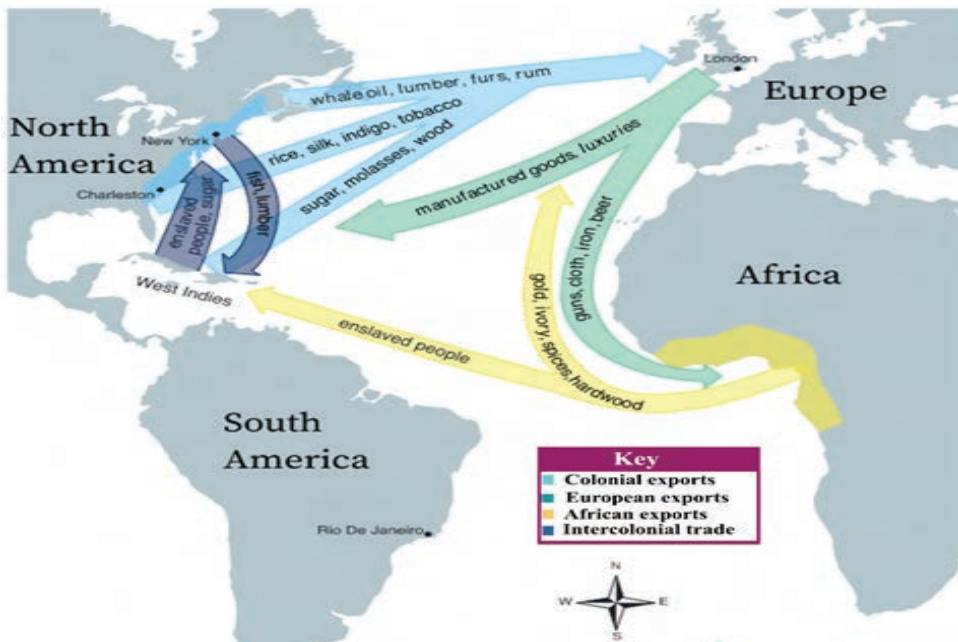 London
Europe
whale oil, lumber, furs, rum
North
America
New York
rice, silk, indigo, tobacco
sugar, molasses, wood
manufactured goods, luxuries
Charleston
fish, lumber
enslaved
people, sugar
guns, cloth, iron, beer
Africa
gold, ivory, spices, hardwood
West Indies
enslaved people
South
America
Rio De Janeiro
Key
Colonial exports
European exports
African exports
Intercolonial trade
N
W
E
S